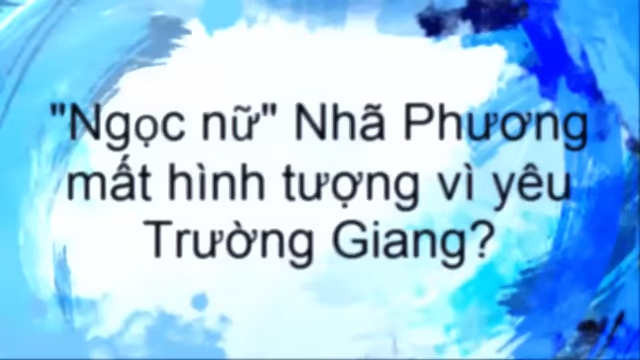 "Ngọc nữ" Nhã Phương
mất hình tượng vì yêu
Trường Giang?